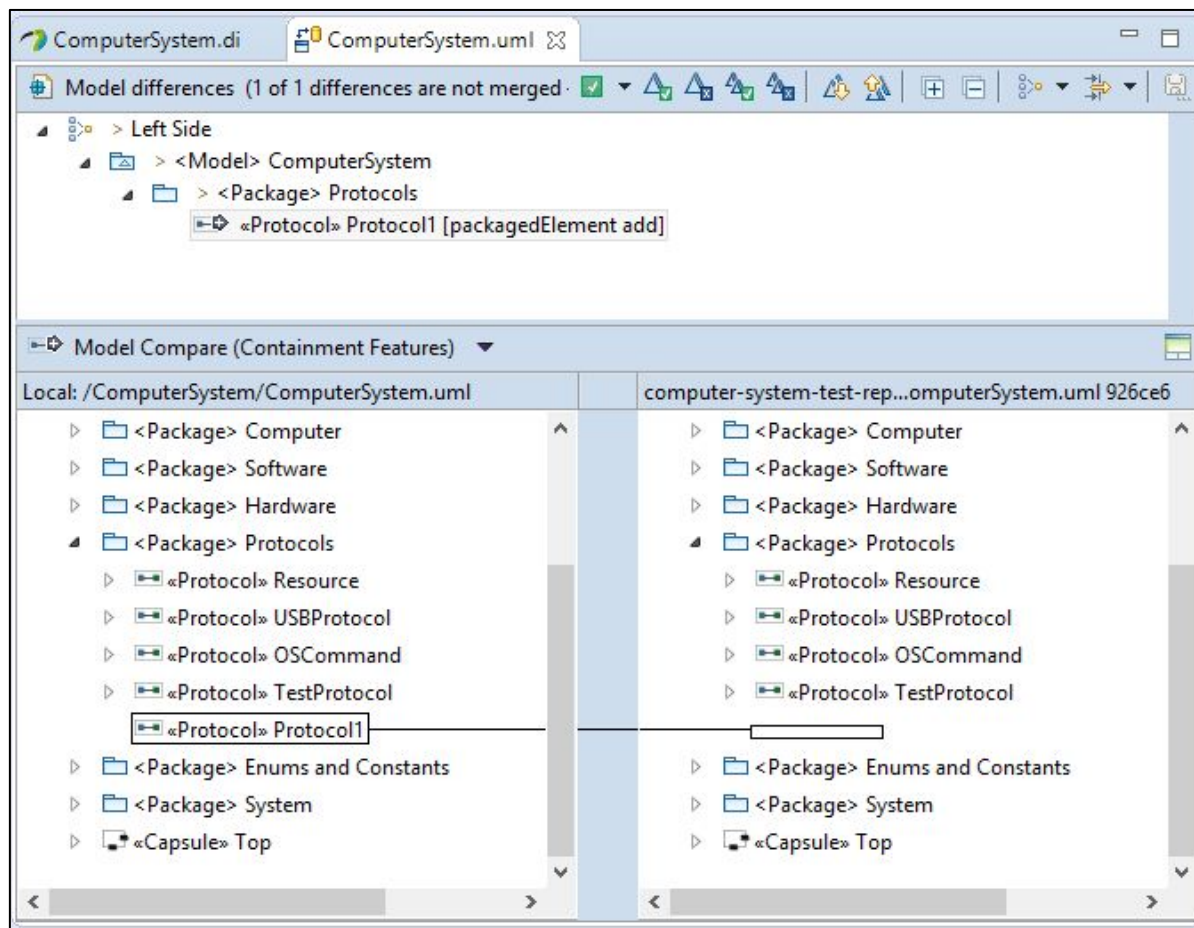 ComputerSystem.di ComputerSystem.uml
Model differences (1 of 1 differences are not merged
> Left Side
> <Model> ComputerSystem
> <Package> Protocols
«Protocol» Protocol1 [packagedElement add]
Model Compare (Containment Features)
Local: /ComputerSystem/ComputerSystem.uml computer-system-test-rep...omputerSystem.uml 926ce6
<Package> Computer <Package> Computer
<Package> Software <Package> Software
<Package> Hardware <Package> Hardware
<Package> Protocols <Package> Protocols
«Protocol» Resource «Protocol» Resource
«Protocol» USBProtocol «Protocol» USBProtocol
«Protocol» OSCommand «Protocol» OSCommand
«Protocol» TestProtocol «Protocol» TestProtocol
«Protocol» Protocol1
<Package> Enums and Constants <Package> Enums and Constants
<Package> System <Package> System
«Capsule» Top «Capsule» Top